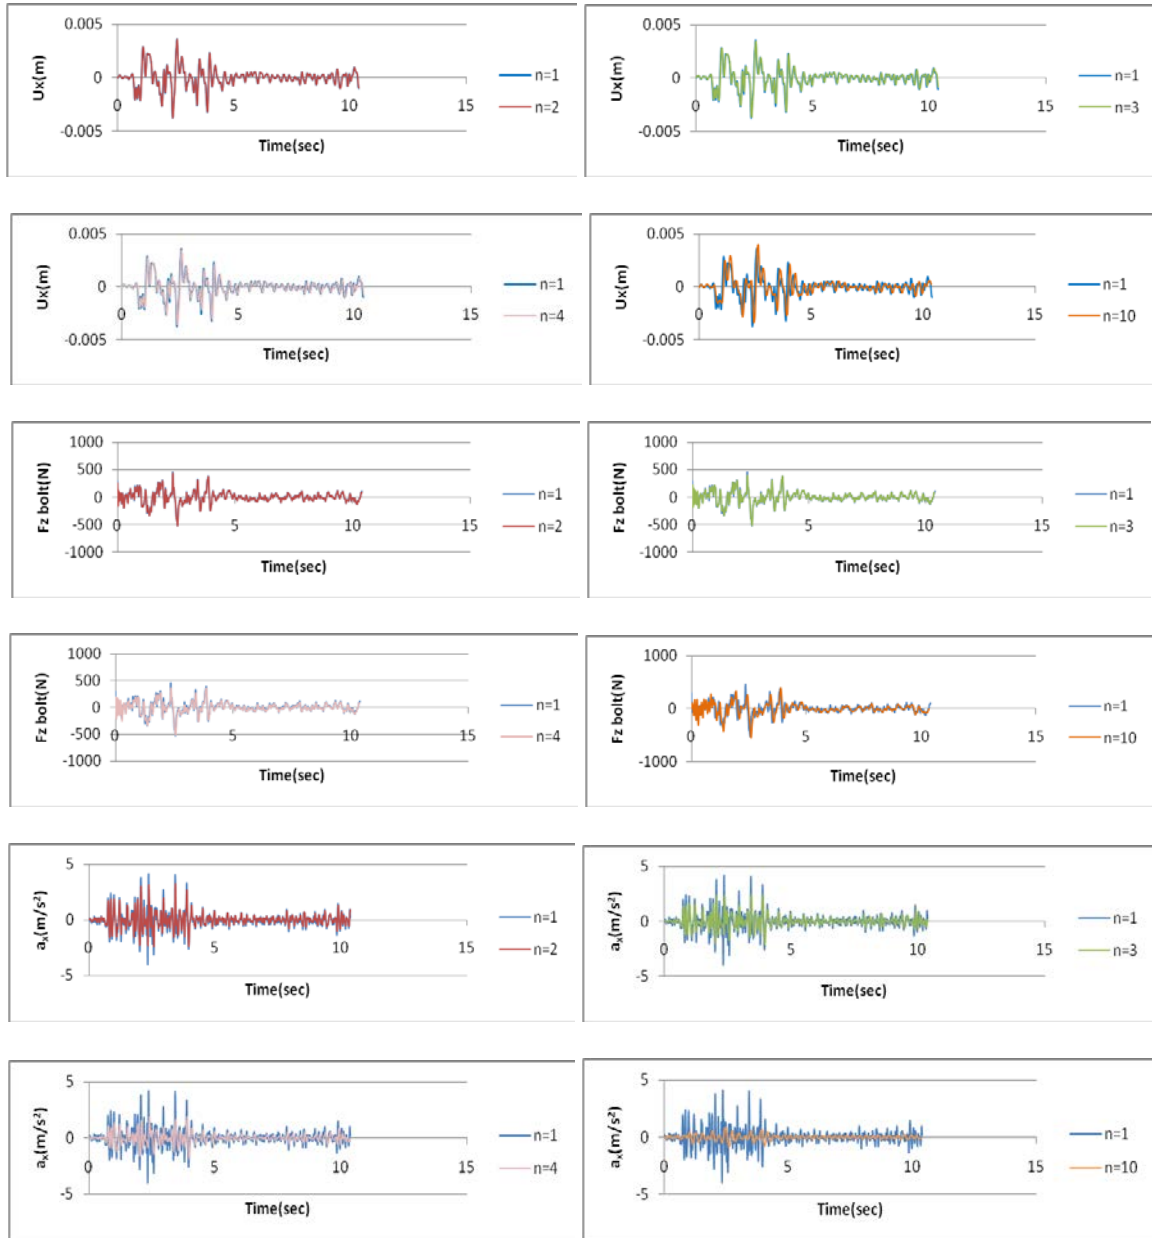 0.005
Ux(m)
0
0 5 10 15
-0.005
Time(sec)
n=1
n=2
0.005
Ux(m)
0
0 5 10 15
-0.005
Time(sec)
n=1
n=3
0.005
Ux(m)
0
0 5 10 15
-0.005
Time(sec)
n=1
n=4
0.005
Ux(m)
0
0 5 10 15
-0.005
Time(sec)
n=1
n=10
1000
500
Fz bolt(N)
0
0 5 10 15
-500
-1000
Time(sec)
n=1
n=2
1000
500
Fz bolt(N)
0
0 5 10 15
-500
-1000
Time(sec)
n=1
n=3
1000
500
Fz bolt(N)
0
0 5 10 15
-500
-1000
Time(sec)
n=1
n=4
1000
Fz bolt(N)
0
0 5 10 15
-1000
Time(sec)
n=1
n=10
5
aₓ(m/s²)
0
0 5 10 15
-5
Time(sec)
n=1
n=2
5
aₓ(m/s²)
0
0 5 10 15
-5
Time(sec)
n=1
n=3
5
aₓ(m/s²)
0
0 5 10 15
-5
Time(sec)
n=1
n=4
5
aₓ(m/s²)
0
0 5 10 15
-5
Time(sec)
n=1
n=10